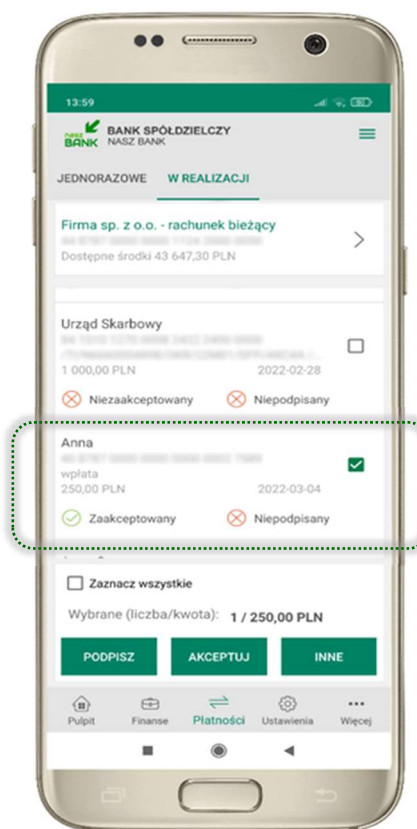 13:59
nasz BANK
BANK SPÓŁDZIELCZY
NASZ BANK
JEDNORAZOWE W REALIZACJI
Firma sp. z o.o. - rachunek bieżący
Dostępne środki 43 647,30 PLN
Urząd Skarbowy
1 000,00 PLN 2022-02-28
Niezaakceptowany Niepodpisany
Anna
wpłata
250,00 PLN 2022-03-04
Zaakceptowany Niepodpisany
Zaznacz wszystkie
Wybrane (liczba/kwota): 1 / 250,00 PLN
PODPISZ AKCEPTUJ INNE
Pulpit Finanse Płatności Ustawienia Więcej